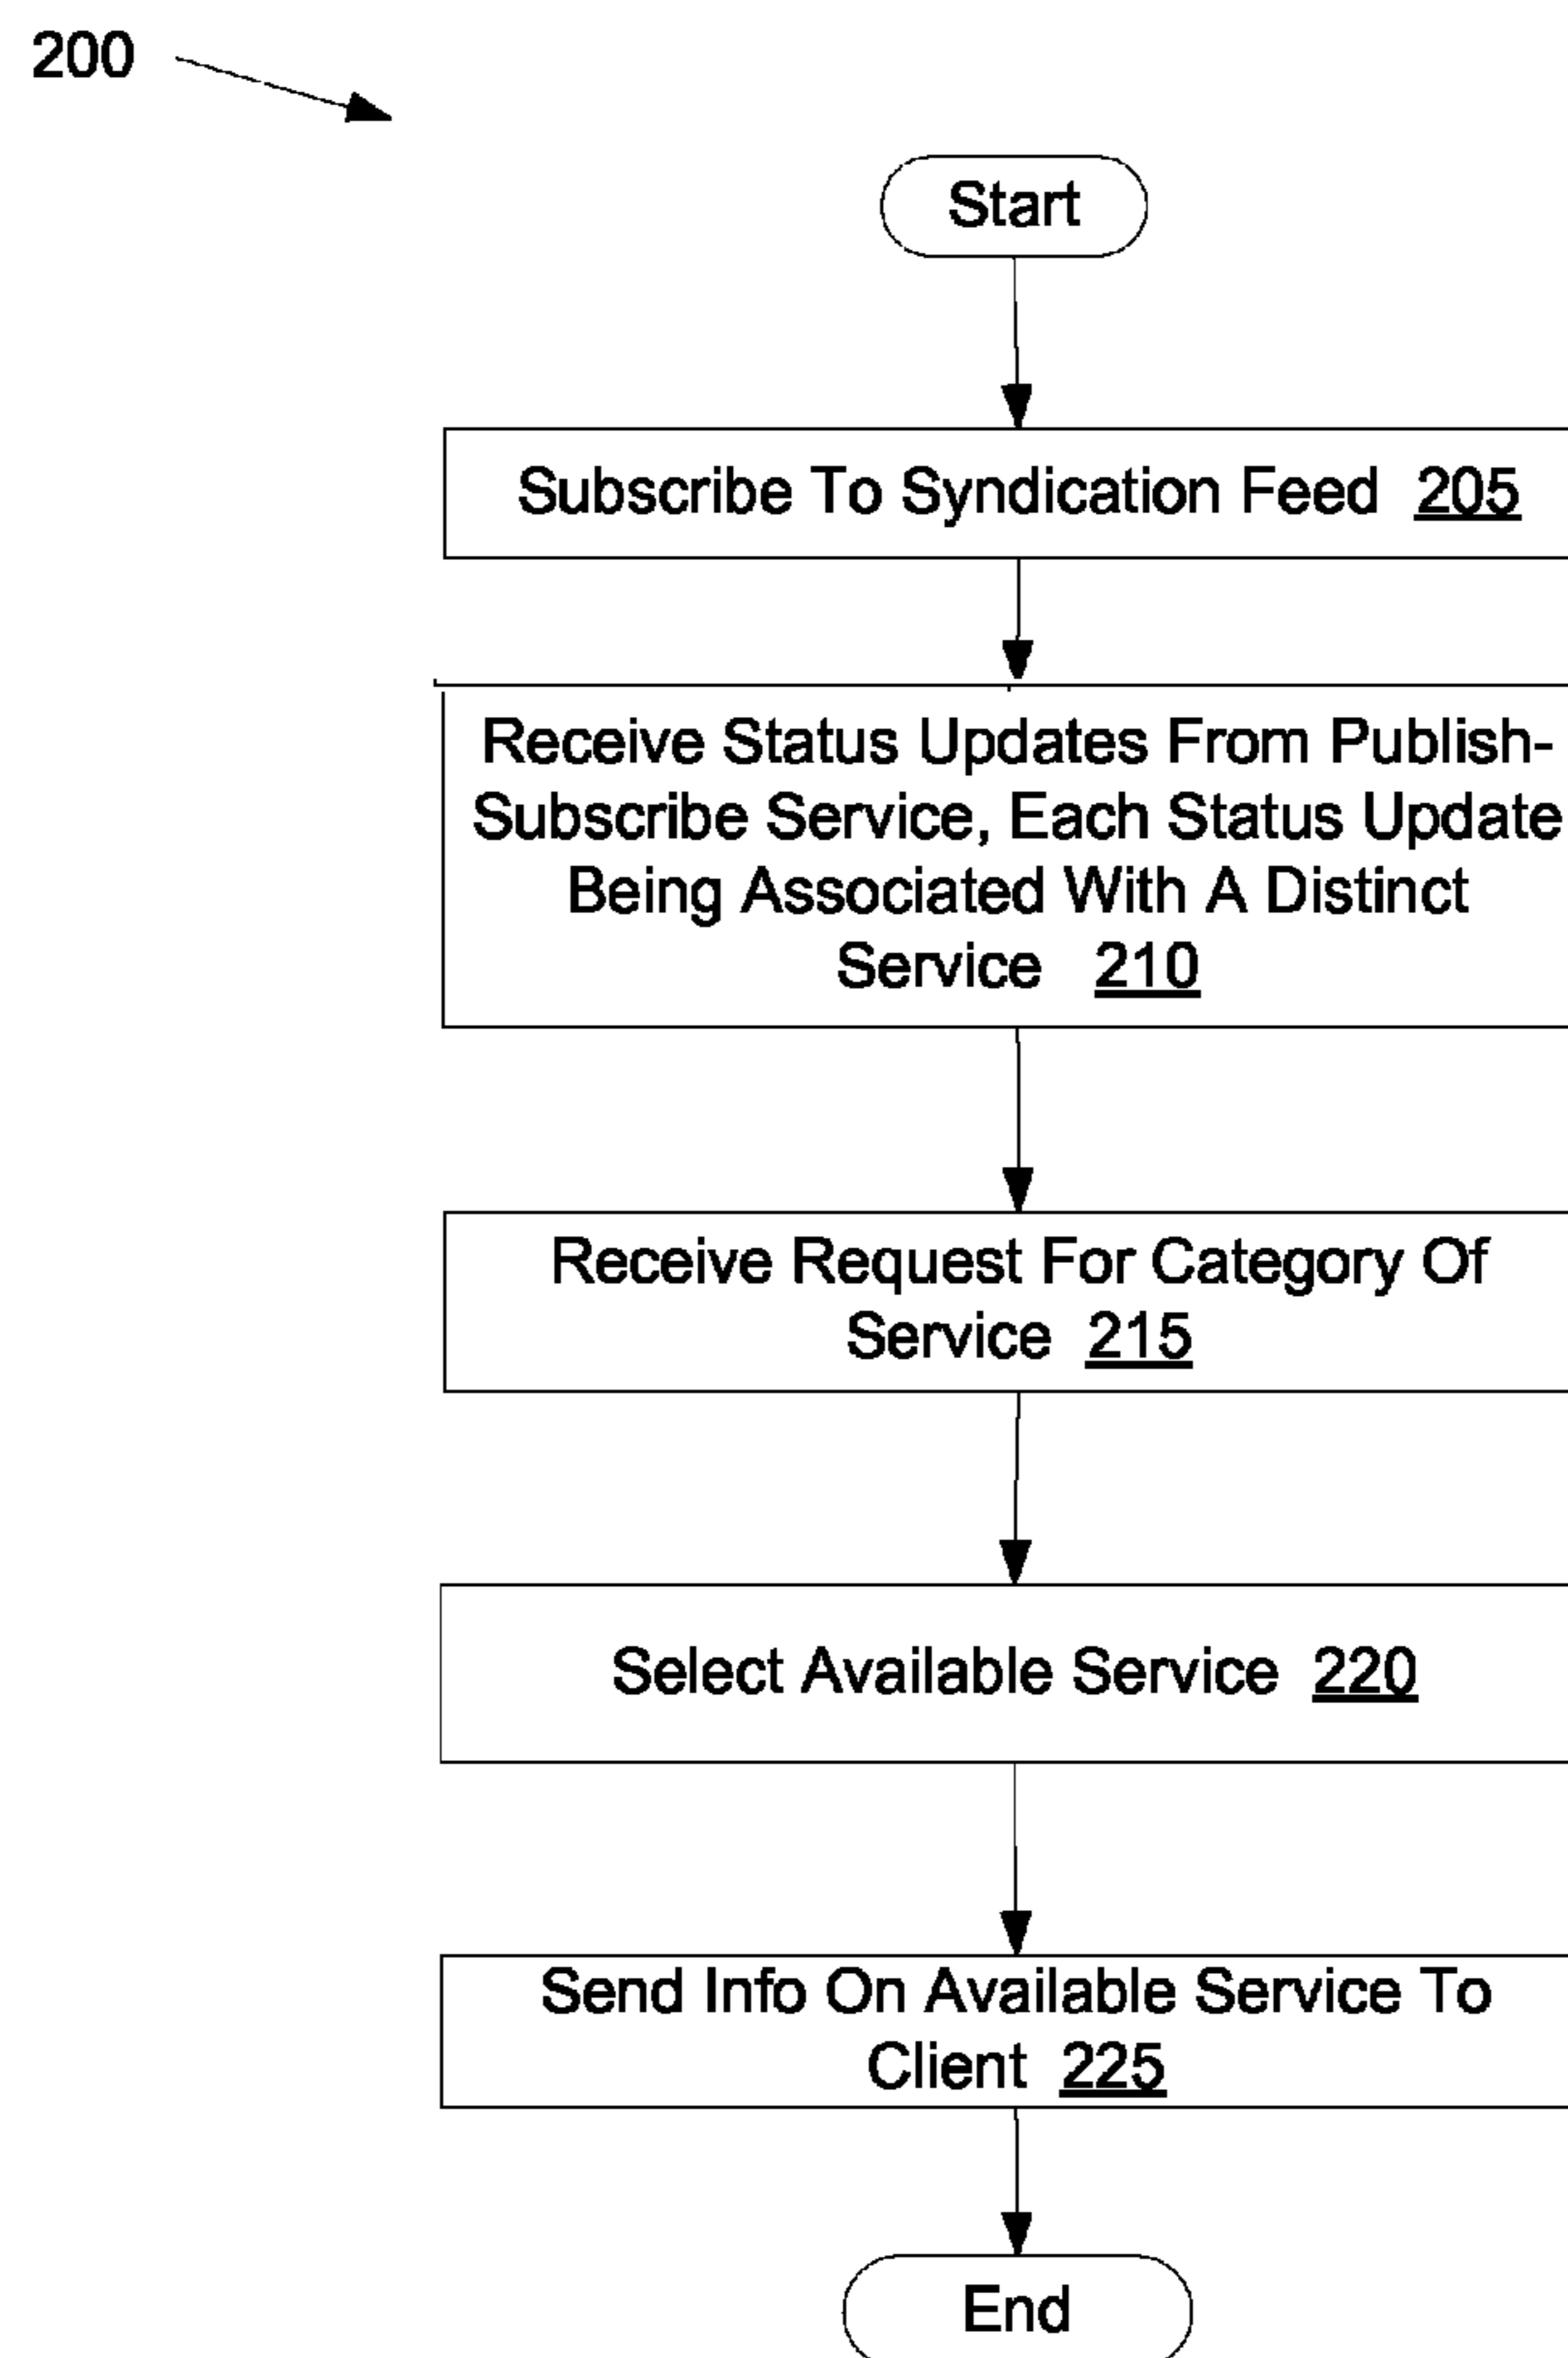 200
Start
Subscribe To Syndication Feed 205
Receive Status Updates From Publish-
Subscribe Service, Each Status Update
Being Associated With A Distinct
Service 210
Receive Request For Category Of
Service 215
Select Available Service 220
Send Info On Available Service To
Client 225
End